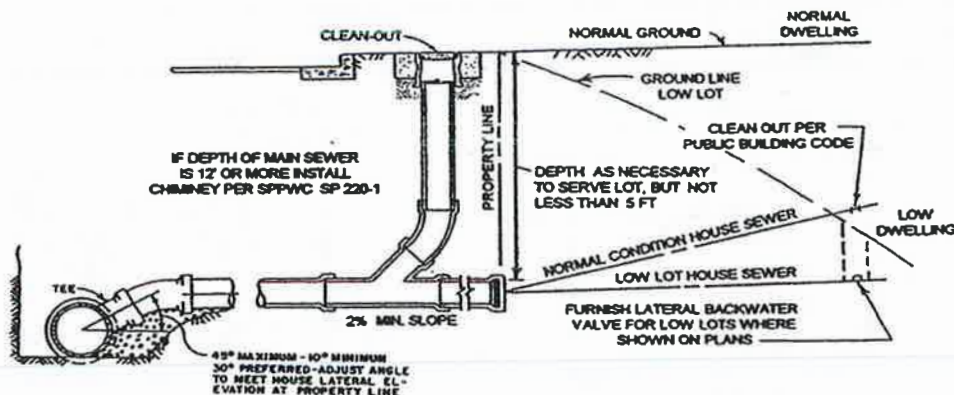 CLEAN-OUT
NORMAL GROUND
NORMAL
DWELLING
GROUND LINE
LOW LOT
PROPERTY LINE
CLEAN OUT PER
PUBLIC BUILDING CODE
IF DEPTH OF MAIN SEWER
IS 12' OR MORE INSTALL
CHIMINEY PER SPPWC SP 220-1
DEPTH AS NECESSARY
TO SERVE LOT, BUT NOT
LESS THAN 5 FT
NORMAL CONDITION HOUSE SEWER
LOW
DWELLING
LOW LOT HOUSE SEWER
TEE
2% MIN. SLOPE
FURNISH LATERAL BACKWATER
VALVE FOR LOW LOTS WHERE
SHOWN ON PLANS
45° MAXIMUM - 10° MINIMUM
30° PREFERRED-ADJUST ANGLE
TO MEET HOUSE LATERAL EL-
EVATION AT PROPERTY LINE